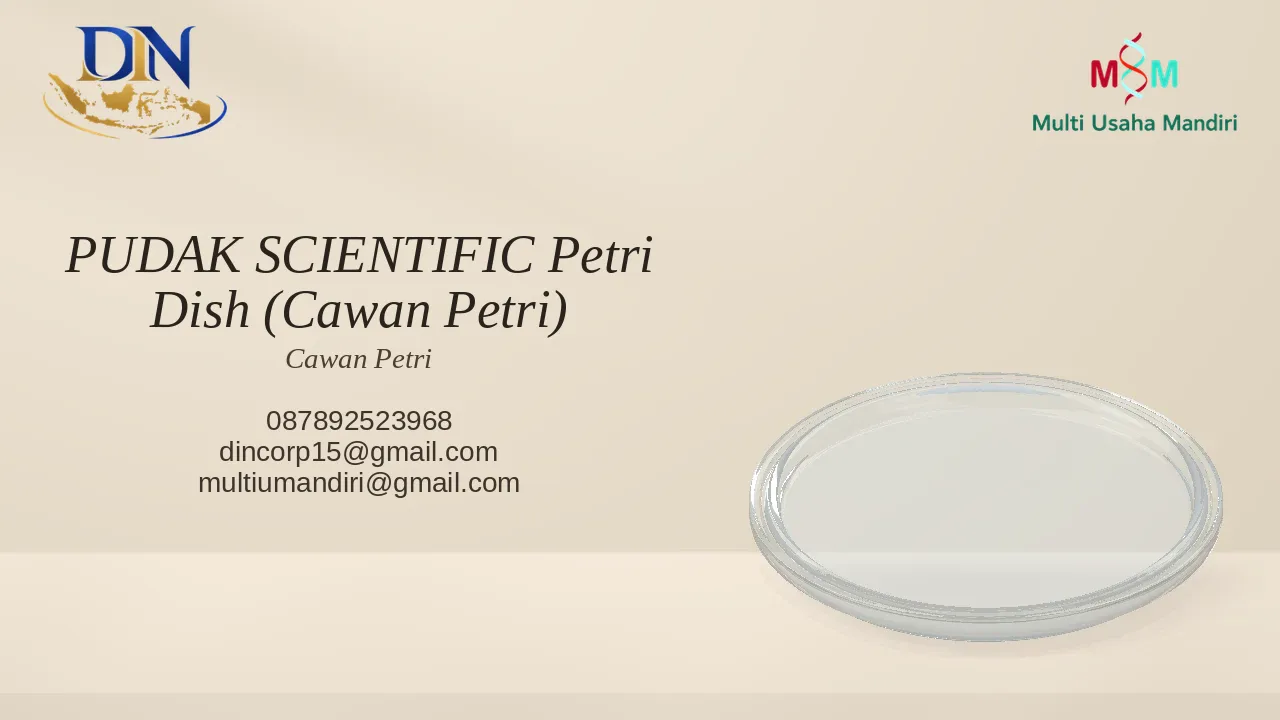 DIN
MSM
Multi Usaha Mandiri
PUDAK SCIENTIFIC Petri
Dish (Cawan Petri)
Cawan Petri
087892523968
dincorp15@gmail.com
multiumandiri@gmail.com